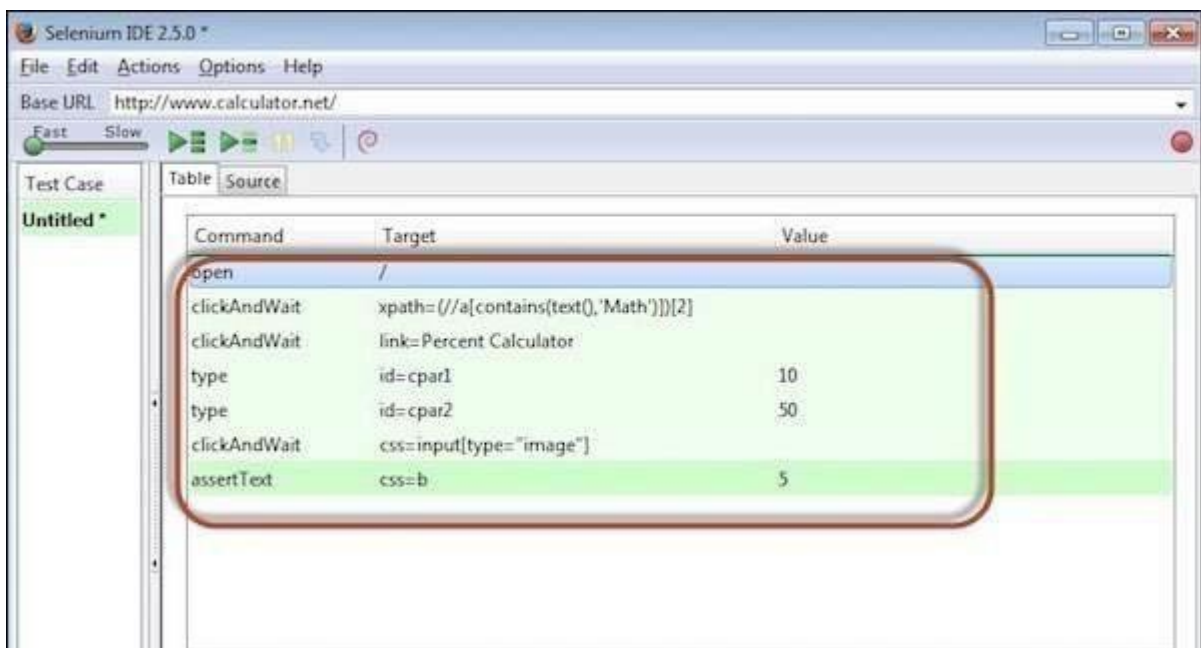 Selenium IDE 2.5.0 *
File Edit Actions Options Help
Base URL http://www.calculator.net/
Fast Slow
Test Case Table Source
Untitled *
Command Target Value
open /
clickAndWait xpath=(//a[contains(text(),'Math')])[2]
clickAndWait link=Percent Calculator
type id=cpar1 10
type id=cpar2 50
clickAndWait css=input[type="image"]
assertText css=b 5